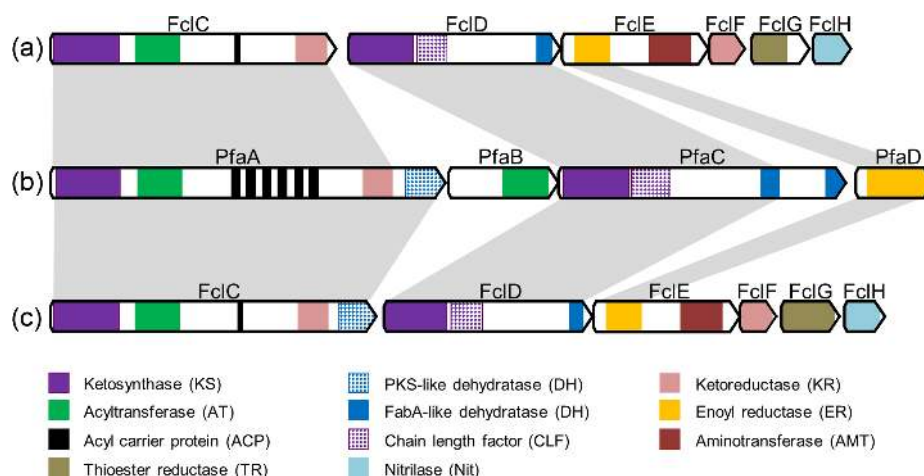 FclC FclD FclE FclF FclG FclH
(a)
PfaA PfaB PfaC PfaD
(b)
FclC FclD FclE FclF FclG FclH
(c)
Ketosynthase (KS) PKS-like dehydratase (DH) Ketoreductase (KR)
Acyltransferase (AT) FabA-like dehydratase (DH) Enoyl reductase (ER)
Acyl carrier protein (ACP) Chain length factor (CLF) Aminotransferase (AMT)
Thioester reductase (TR) Nitrilase (Nit)